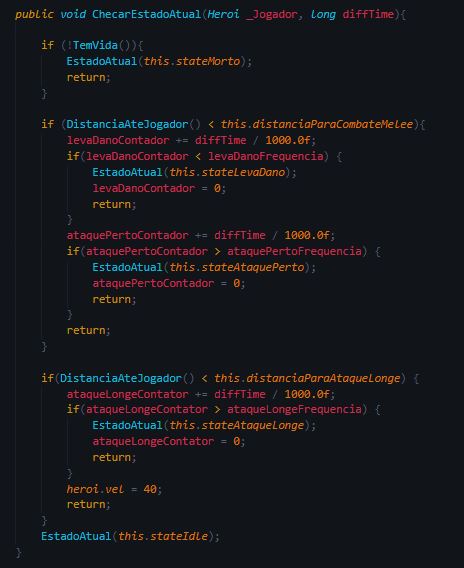 public void ChecarEstadoAtual(Heroi _Jogador, long diffTime){
if (!TemVida()){
EstadoAtual(this.stateMorto);
return;
}
if (DistanciaAteJogador() < this.distanciaParaCombateMelee){
levaDanoContador += diffTime / 1000.0f;
if(levaDanoContador < levaDanoFrequencia) {
EstadoAtual(this.stateLevaDano);
levaDanoContador = 0;
return;
}
ataquePertoContador += diffTime / 1000.0f;
if(ataquePertoContador > ataquePertoFrequencia) {
EstadoAtual(this.stateAtaquePerto);
ataquePertoContador = 0;
return;
}
return;
}
if(DistanciaAteJogador() < this.distanciaParaAtaqueLonge) {
ataqueLongeContator += diffTime / 1000.0f;
if(ataqueLongeContator > ataqueLongeFrequencia) {
EstadoAtual(this.stateAtaqueLonge);
ataqueLongeContator = 0;
return;
}
heroi.vel = 40;
return;
}
EstadoAtual(this.stateIdle);
}